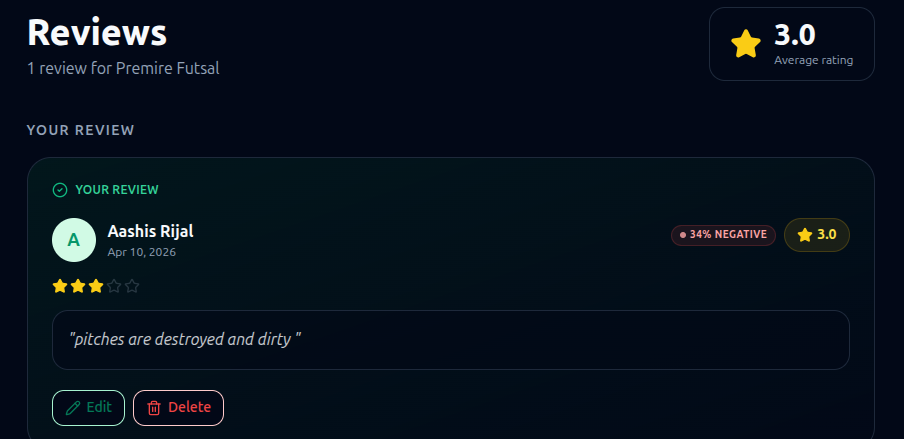 Reviews
1 review for Premire Futsal
3.0
Average rating
YOUR REVIEW
YOUR REVIEW
A
Aashis Rijal
Apr 10, 2026
34% NEGATIVE
3.0
"pitches are destroyed and dirty "
Edit
Delete